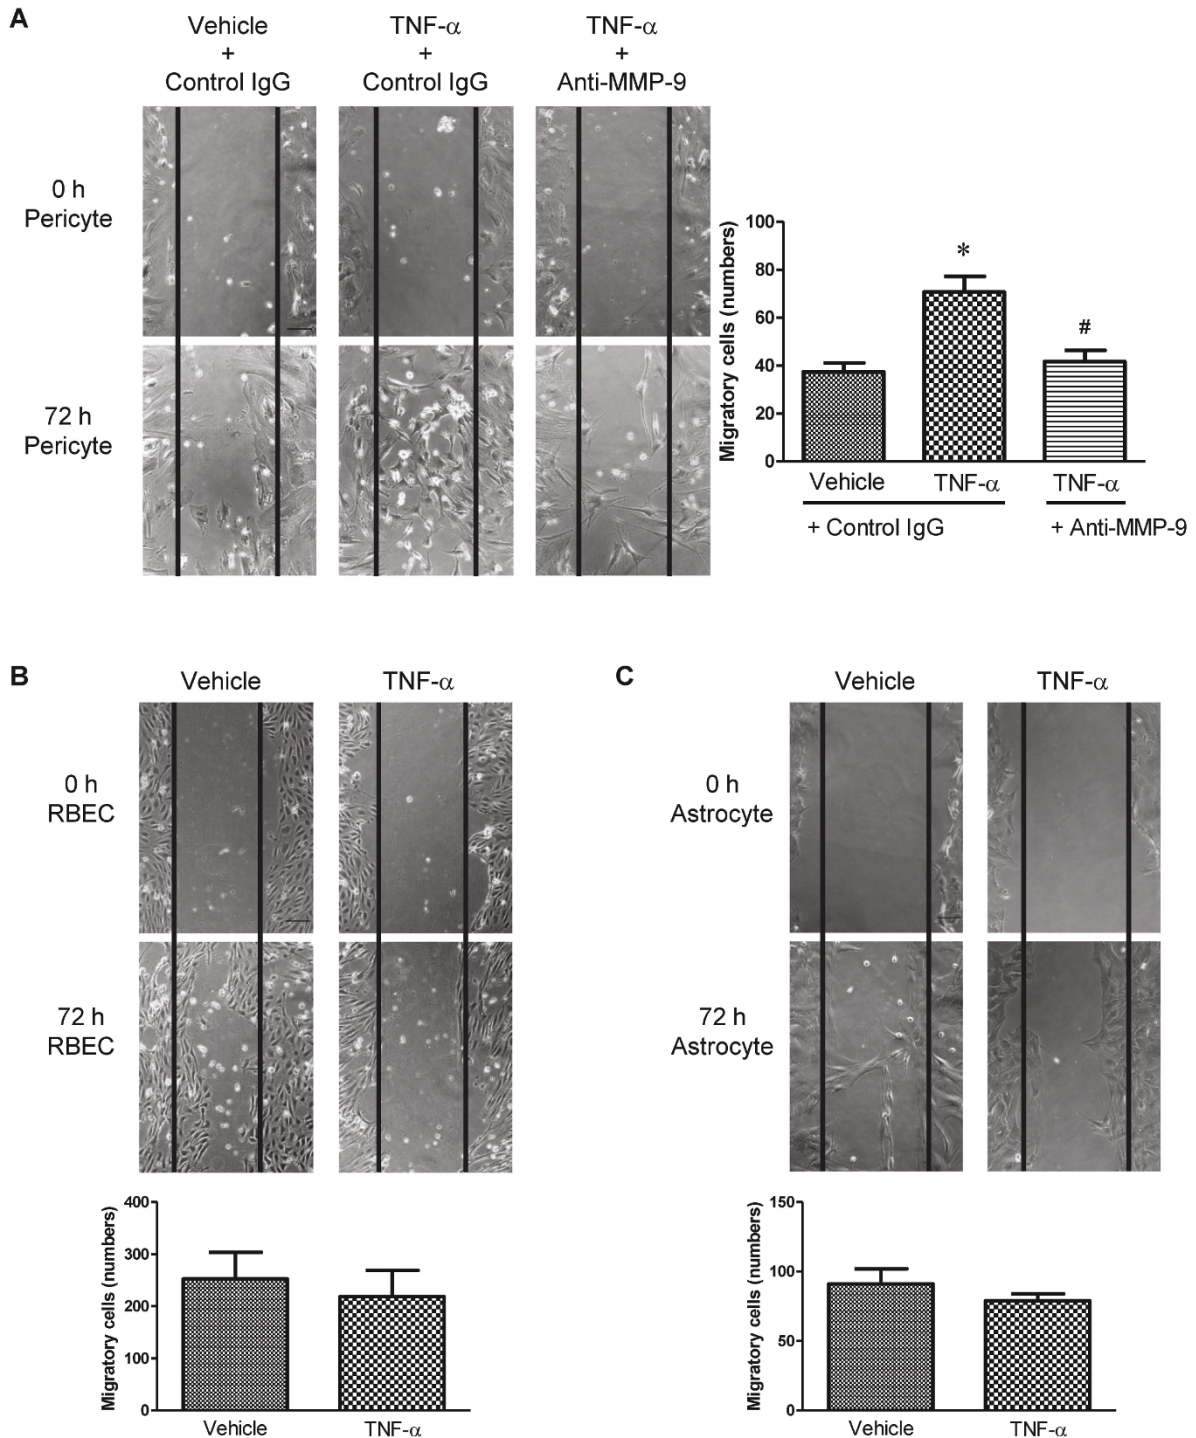 A
Vehicle
+
Control IgG
TNF-α
+
Control IgG
TNF-α
+
Anti-MMP-9
0 h
Pericyte
72 h
Pericyte
Migratory cells (numbers)
100
80
60
40
20
0
*
#
Vehicle
TNF-α
TNF-α
+ Control IgG
+ Anti-MMP-9
B
Vehicle
TNF-α
0 h
RBEC
72 h
RBEC
Migratory cells (numbers)
400
300
200
100
0
Vehicle
TNF-α
C
Vehicle
TNF-α
0 h
Astrocyte
72 h
Astrocyte
Migratory cells (numbers)
150
100
50
0
Vehicle
TNF-α